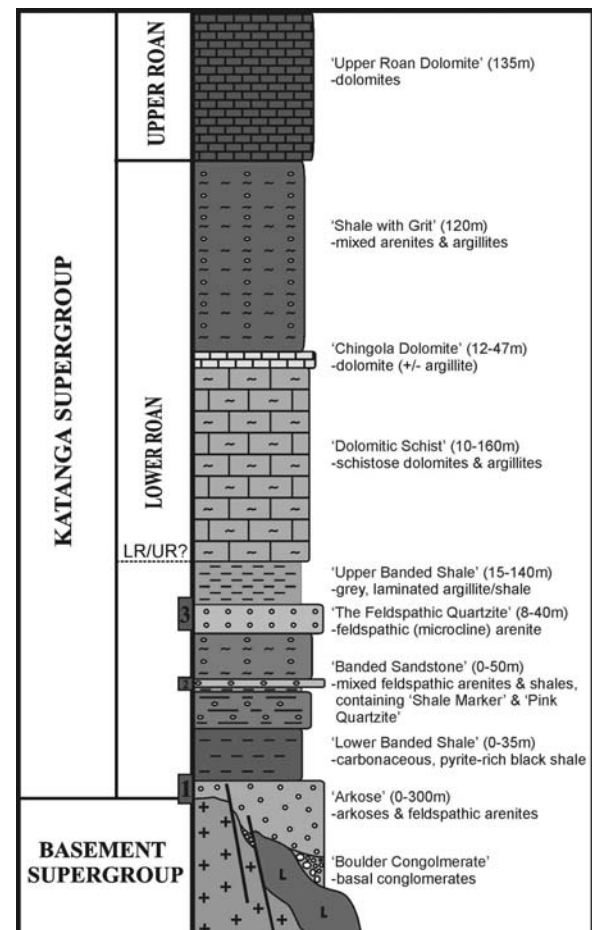 UPPER ROAN
'Upper Roan Dolomite' (135m)
-dolomites
KATANGA SUPERGROUP
LOWER ROAN
'Shale with Grit' (120m)
-mixed arenites & argillites
'Chingola Dolomite' (12-47m)
-dolomite (+/- argillite)
'Dolomitic Schist' (10-160m)
-schistose dolomites & argillites
LR/UR?
'Upper Banded Shale' (15-140m)
-grey, laminated argillite/shale
3
'The Feldspathic Quartzite' (8-40m)
-feldspathic (microcline) arenite
'Banded Sandstone' (0-50m)
-mixed feldspathic arenites & shales,
containing 'Shale Marker' & 'Pink
Quartzite'
2
'Lower Banded Shale' (0-35m)
-carbonaceous, pyrite-rich black shale
1
'Arkose' (0-300m)
-arkoses & feldspathic arenites
BASEMENT
SUPERGROUP
'Boulder Congolmerate'
-basal conglomerates
L
L